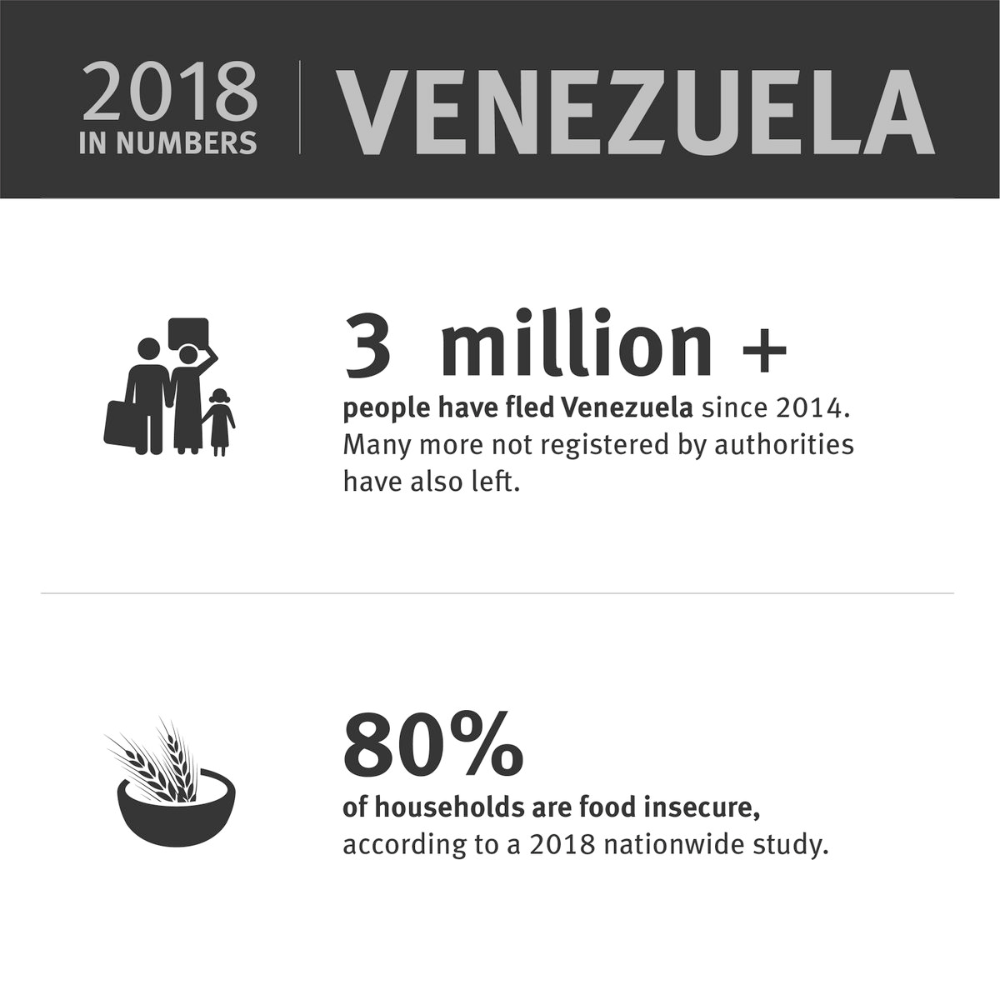 2018
IN NUMBERS
VENEZUELA
3 million +
people have fled Venezuela since 2014.
Many more not registered by authorities
have also left.
80%
of households are food insecure,
according to a 2018 nationwide study.